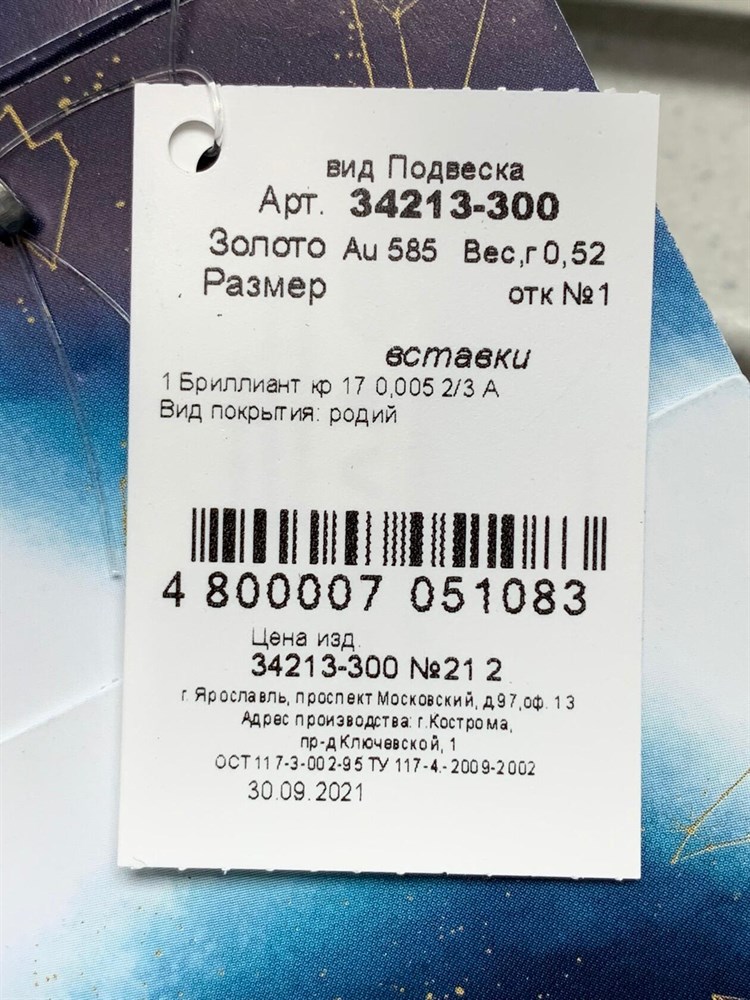 вид Подвеска
Арт. 34213-300
Золото Au 585 Вес,г 0,52
Размер отк №1
вставки
1 Бриллиант кр 17 0,005 2/3 А
Вид покрытия: родий
4 800007 051083
Цена изд.
34213-300 №21 2
г. Ярославль, проспект Московский, д97,оф. 13
Адрес производства: г.Кострома,
пр-д Ключевской, 1
ОСТ 117-3-002-95 ТУ 117-4.-2009-2002
30.09.2021